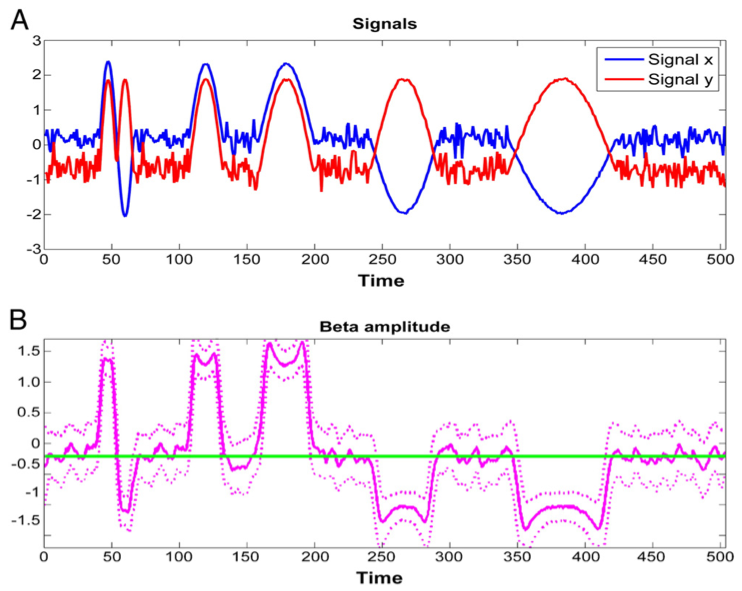 A
Signals
3
2
1
0
-1
-2
-3
Signal x
Signal y
0 50 100 150 200 250 300 350 400 450 500
Time
B
Beta amplitude
1.5
1.0
0.5
0
-0.5
-1
-1.5
0 50 100 150 200 250 300 350 400 450 500
Time